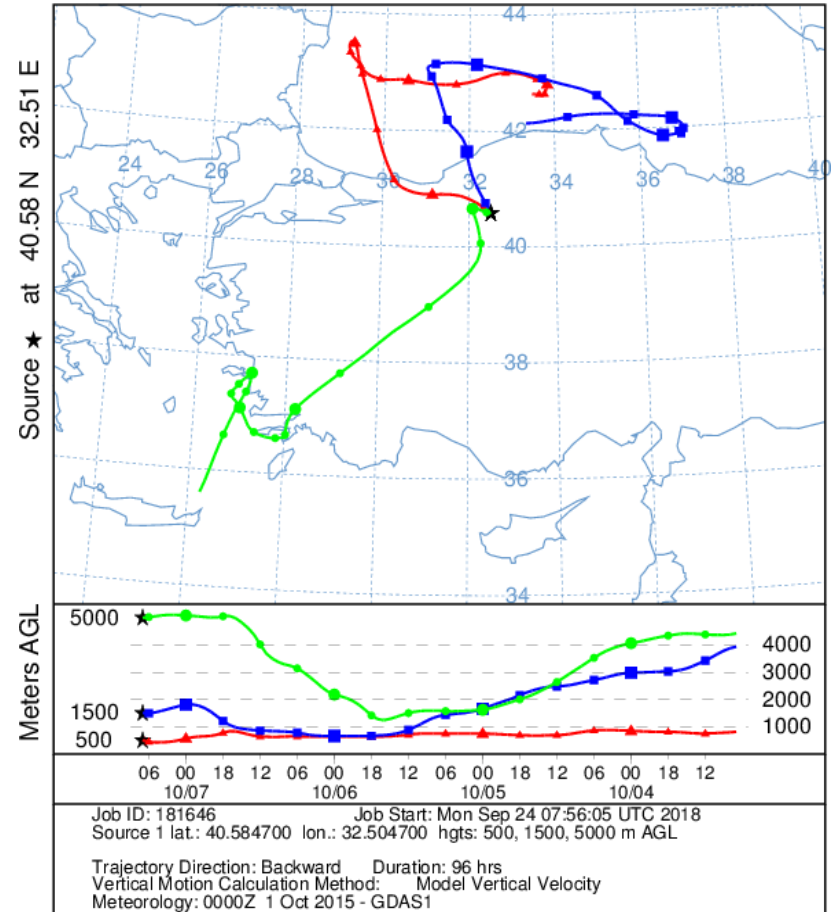 Source ★ at 40.58 N 32.51 E
44
42
24
26
30
32
34
36
38
40
40
28
38
36
34
Meters AGL
5000
1500
500
4000
3000
2000
1000
06 00 18 12 06 00 18 12 06 00 18 12 06 00 18 12
10/07 10/06 10/05 10/04
Job ID: 181646 Job Start: Mon Sep 24 07:56:05 UTC 2018
Source 1 lat.: 40.584700 lon.: 32.504700 hgts: 500, 1500, 5000 m AGL
Trajectory Direction: Backward Duration: 96 hrs
Vertical Motion Calculation Method: Model Vertical Velocity
Meteorology: 0000Z 1 Oct 2015 - GDAS1